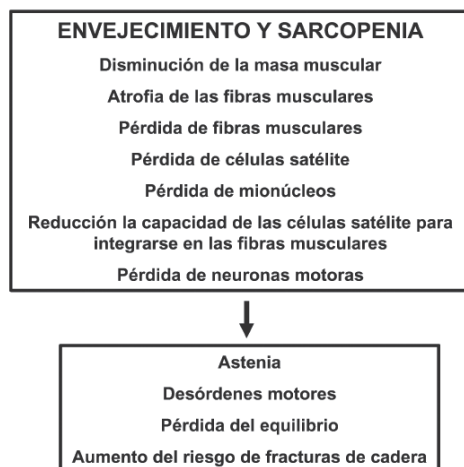 ENVEJECIMIENTO Y SARCOPENIA
Disminución de la masa muscular
Atrofia de las fibras musculares
Pérdida de fibras musculares
Pérdida de células satélite
Pérdida de mionúcleos
Reducción la capacidad de las células satélite para
integrarse en las fibras musculares
Pérdida de neuronas motoras
Astenia
Desórdenes motores
Pérdida del equilibrio
Aumento del riesgo de fracturas de cadera